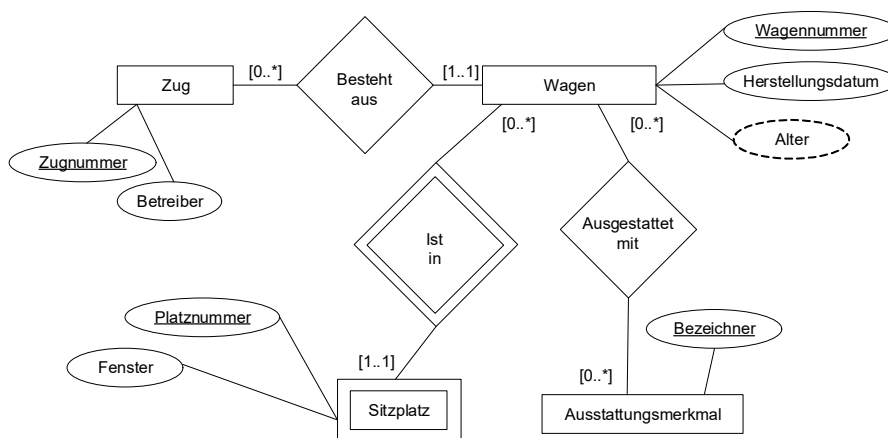 Wagennummer
[0..*]
[1..1]
Zug
Besteht
aus
Wagen
Herstellungsdatum
[0..*]
[0..*]
Alter
Zugnummer
Betreiber
Ist
in
Ausgestattet
mit
Platznummer
Bezeichner
Fenster
[1..1]
[0..*]
Sitzplatz
Ausstattungsmerkmal